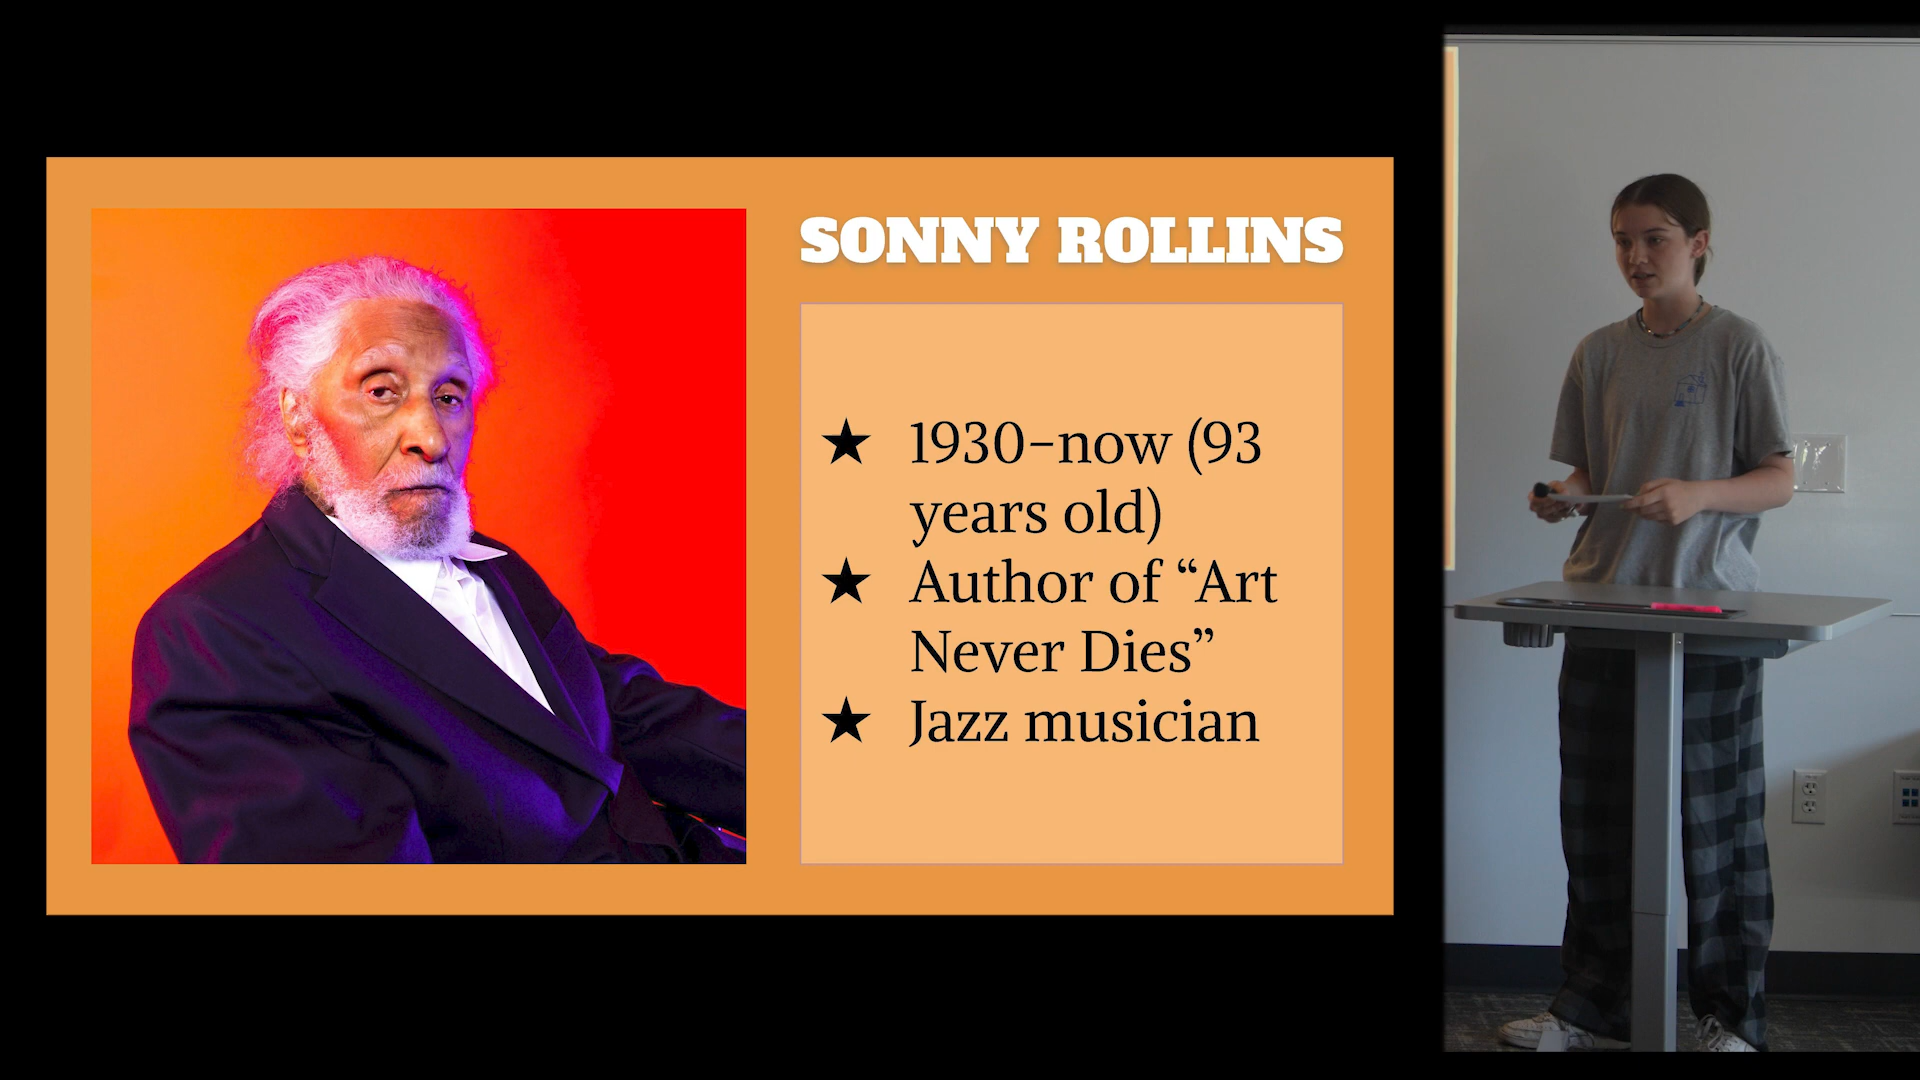 SONNY ROLLINS
★ 1930–now (93
years old)
★ Author of “Art
Never Dies”
★ Jazz musician